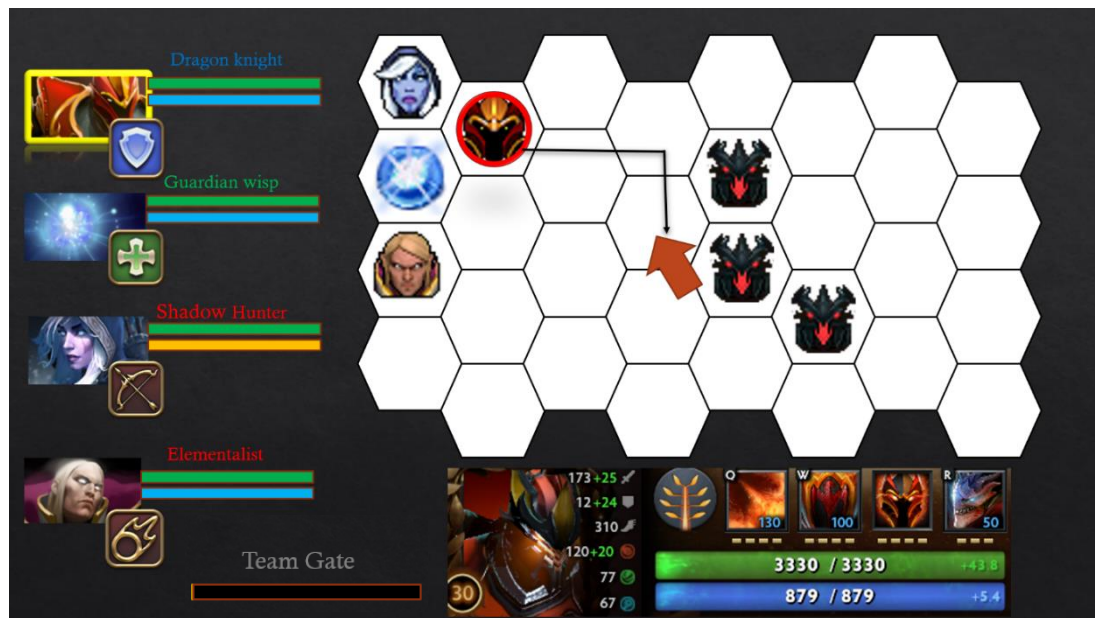 Dragon knight
Guardian wisp
Shadow Hunter
Elementalist
Team Gate
173 +25
12 +24
310
120+20
77
67
30
Q
130
W
100
R
50
3330 / 3330
+43.8
879 / 879
+5.4